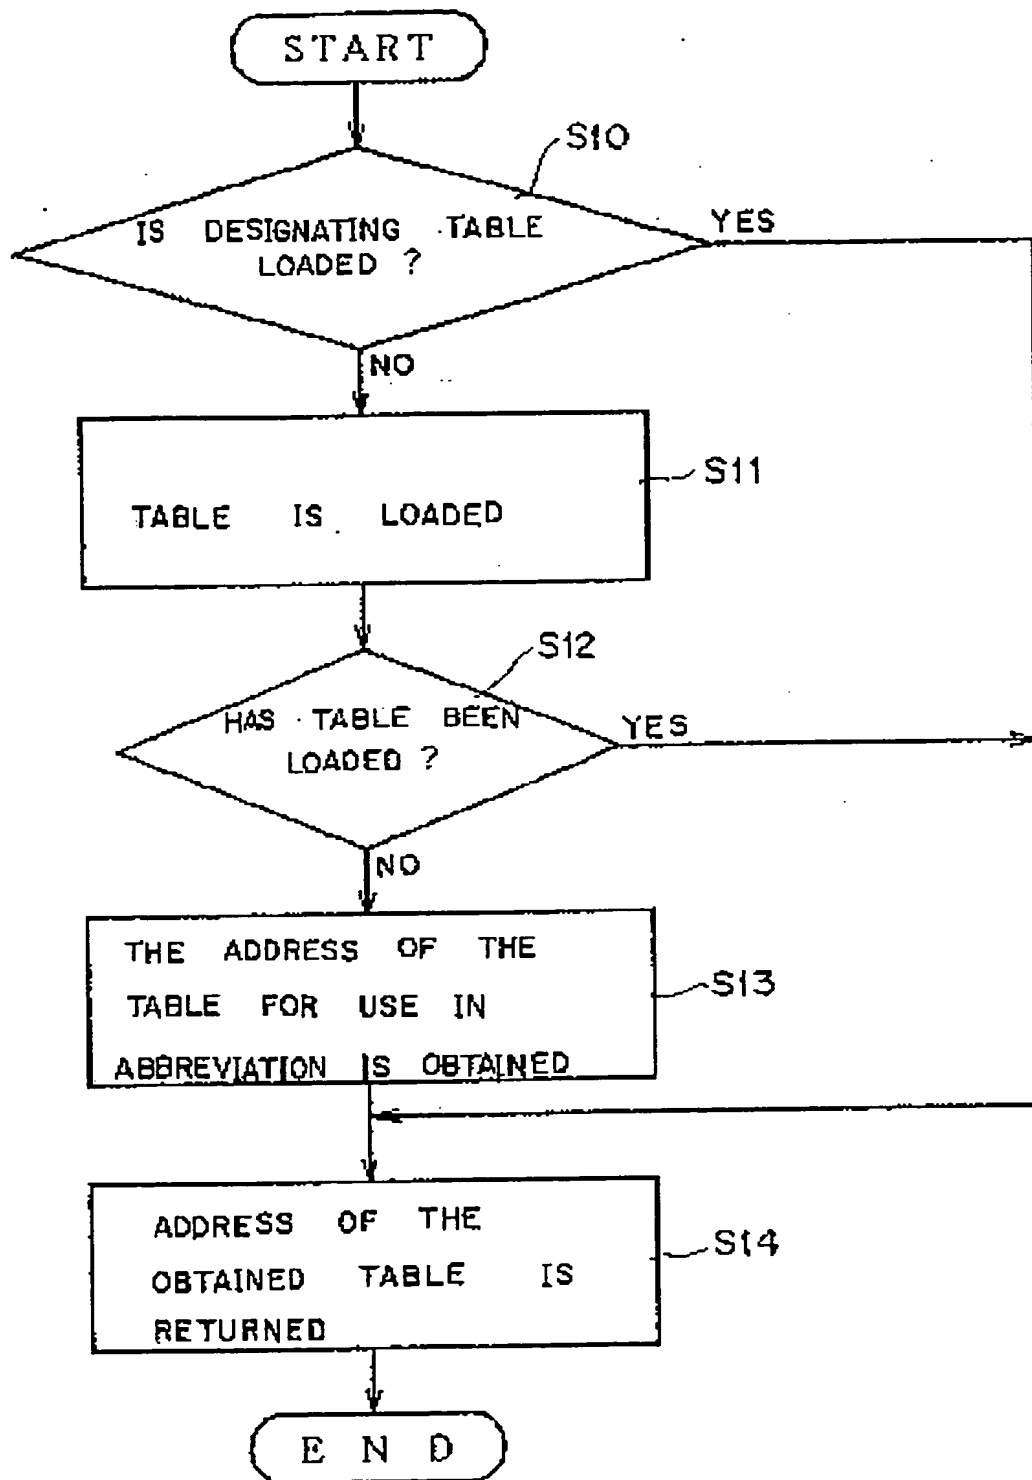 START
S10
IS DESIGNATING TABLE
LOADED ?
YES
NO
S11
TABLE IS LOADED
S12
HAS TABLE BEEN
LOADED ?
YES
NO
THE ADDRESS OF THE
TABLE FOR USE IN
ABBREVIATION IS OBTAINED
S13
ADDRESS OF THE
OBTAINED TABLE IS
RETURNED
S14
END